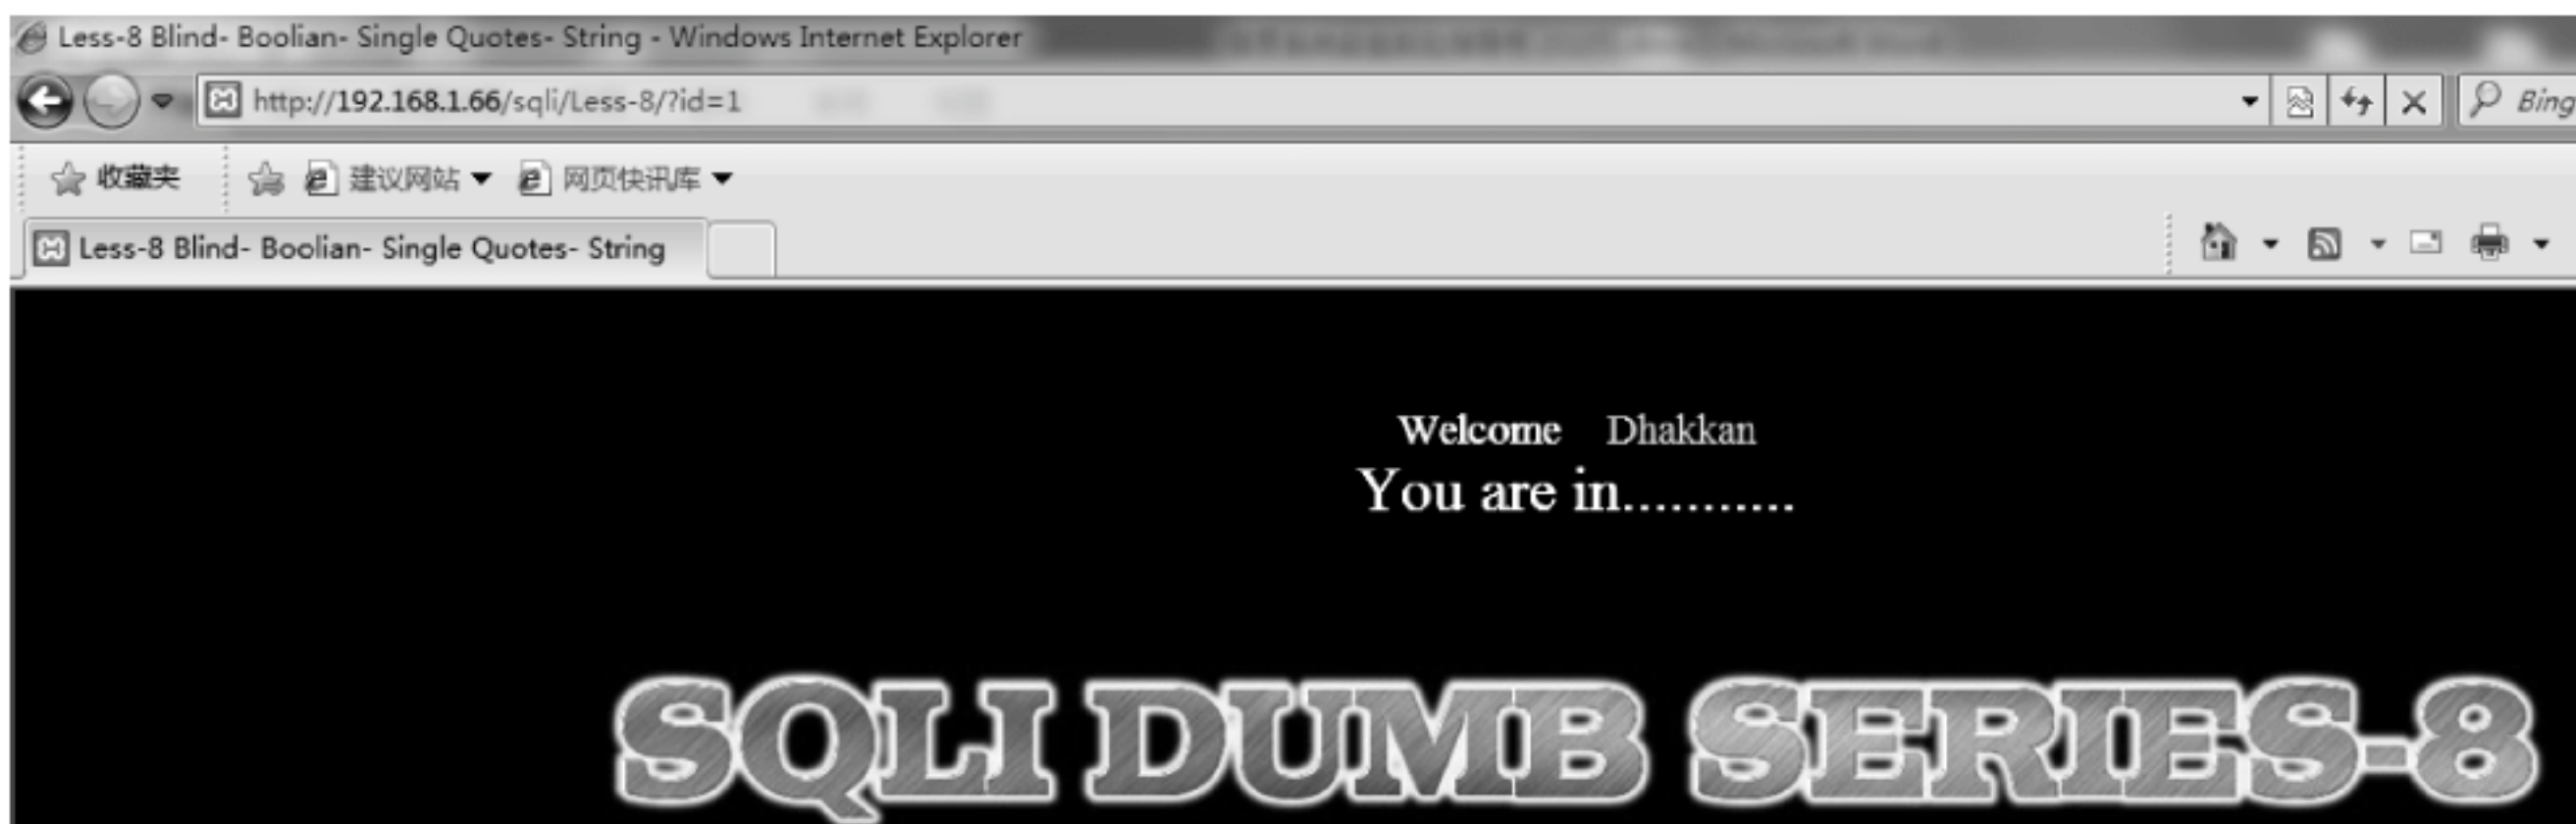 Less-8 Blind- Boolian- Single Quotes- String - Windows Internet Explorer
http://192.168.1.66/sqli/Less-8/?id=1
Bing
收藏夹 建议网站 网页快讯库
Less-8 Blind- Boolian- Single Quotes- String
Welcome Dhakkan
You are in...........
SQLI DUMB SERIES-8